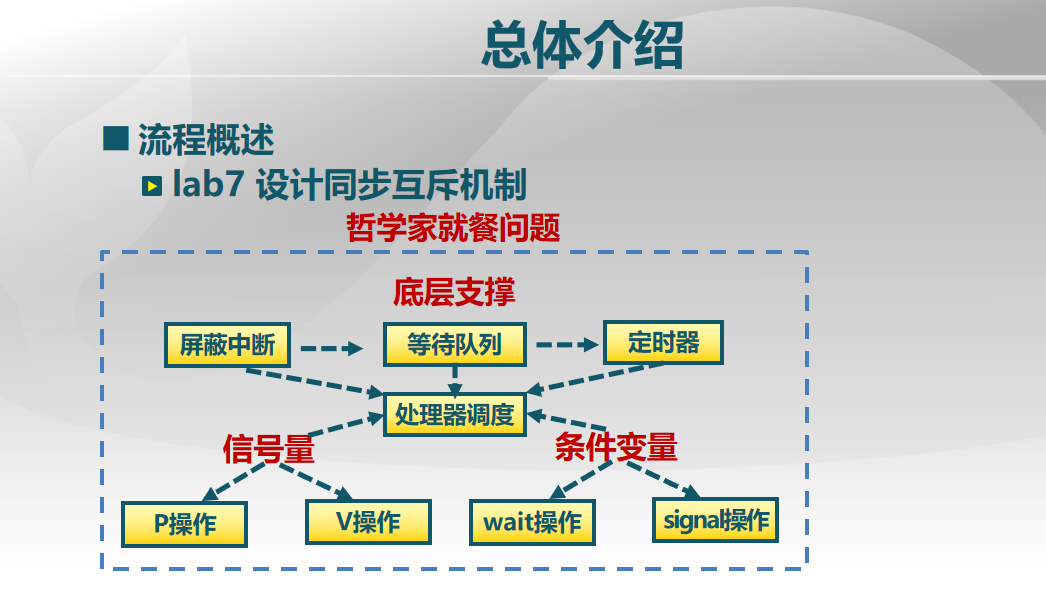 总体介绍
流程概述
lab7 设计同步互斥机制
哲学家就餐问题
底层支撑
屏蔽中断
等待队列
定时器
处理器调度
信号量
条件变量
P操作
V操作
wait操作
signal操作